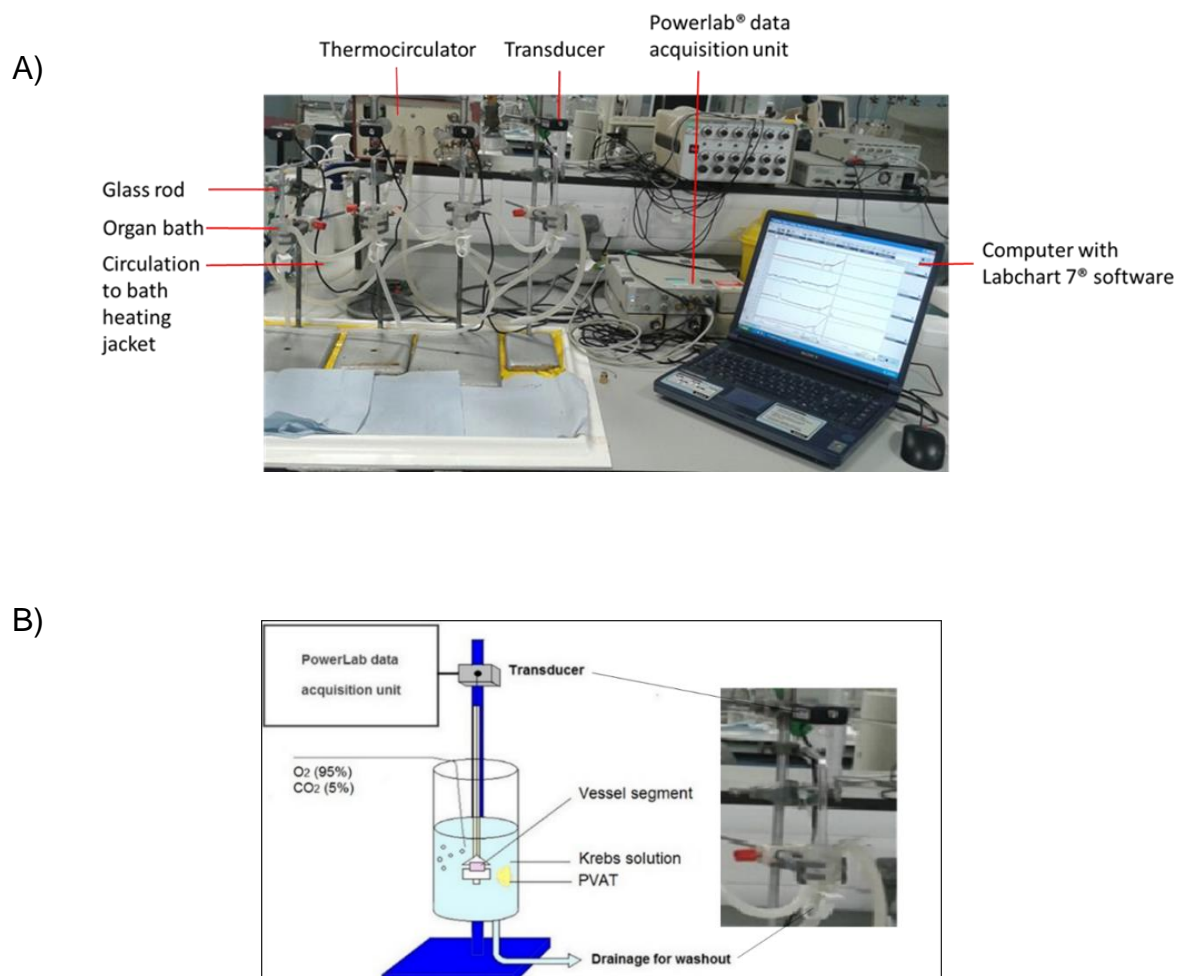 A)
Thermocirculator
Transducer
Powerlab® data
acquisition unit
Glass rod
Organ bath
Circulation
to bath
heating
jacket
Computer with
Labchart 7® software
B)
PowerLab data
acquisition unit
Transducer
O2 (95%)
CO2 (5%)
Vessel segment
Krebs solution
PVAT
Drainage for washout